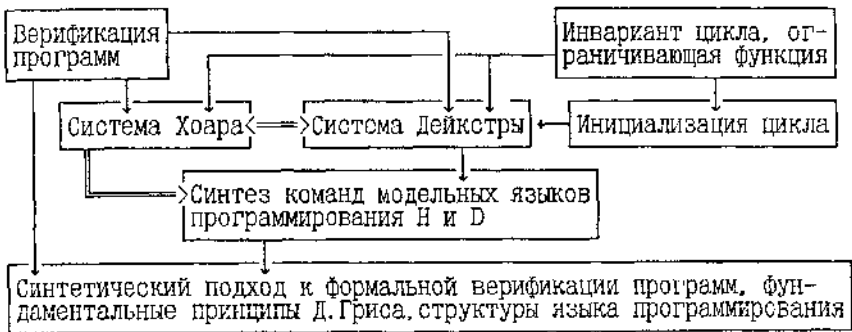 Верификация
программ
Инвариант цикла, ог-
раничивающая функция
Система Хоара
Система Дейкстры
Инициализация цикла
Синтез команд модельных языков
программирования H и D
Синтетический подход к формальной верификации программ, фун-
даментальные принципы Д.Гриса,структуры языка программирования